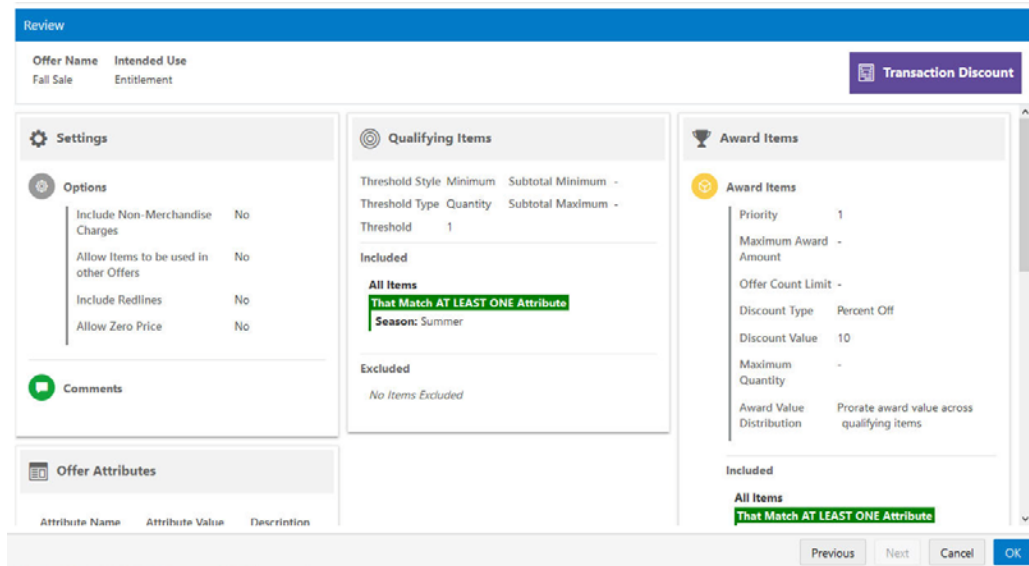 Review
Offer Name Intended Use
Fall Sale Entitlement
Transaction Discount
Settings
Options
Include Non-Merchandise No
Charges
Allow Items to be used in No
other Offers
Include Redlines No
Allow Zero Price No
Comments
Offer Attributes
Attribute Name Attribute Value Description
Qualifying Items
Threshold Style Minimum Subtotal Minimum -
Threshold Type Quantity Subtotal Maximum -
Threshold 1
Included
All Items
That Match AT LEAST ONE Attribute
Season: Summer
Excluded
No Items Excluded
Award Items
Award Items
Priority 1
Maximum Award -
Amount
Offer Count Limit -
Discount Type Percent Off
Discount Value 10
Maximum -
Quantity
Award Value Prorate award value across
Distribution qualifying items
Included
All Items
That Match AT LEAST ONE Attribute
Previous Next Cancel OK